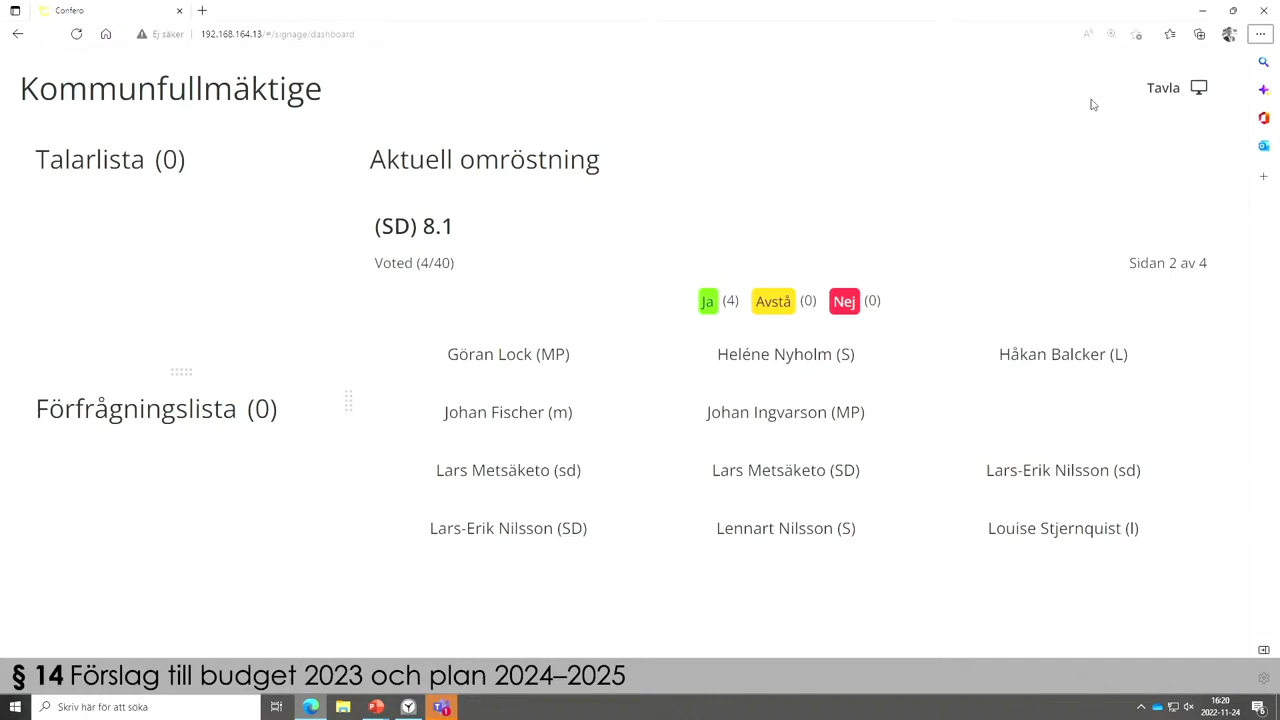 Confero
Ej säker
192.168.164.13/#/signage/dashboard
Kommunfullmäktige
Tavla
Talarlista (0)
Aktuell omröstning
(SD) 8.1
Voted (4/40)
Sidan 2 av 4
Ja (4) Avstå (0) Nej (0)
Göran Lock (MP)
Heléne Nyholm (S)
Håkan Balcker (L)
Förfrågningslista (0)
Johan Fischer (m)
Johan Ingvarson (MP)
Lars Metsäketo (sd)
Lars Metsäketo (SD)
Lars-Erik Nilsson (sd)
Lars-Erik Nilsson (SD)
Lennart Nilsson (S)
Louise Stjernquist (l)
§ 14 Förslag till budget 2023 och plan 2024–2025
Skriv här för att söka
16:20
2022-11-24